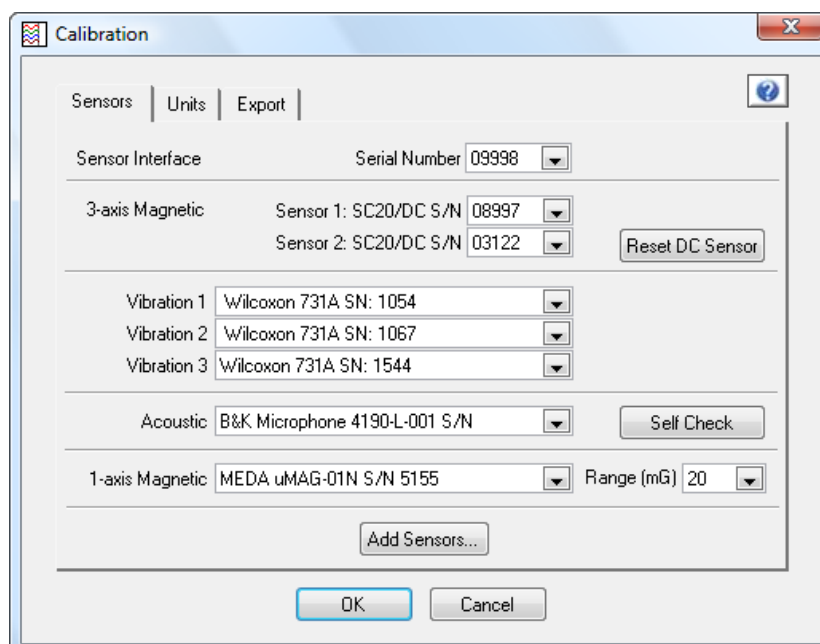 Calibration
Sensors Units Export
Sensor Interface Serial Number 09998
3-axis Magnetic Sensor 1: SC20/DC S/N 08997
Sensor 2: SC20/DC S/N 03122 Reset DC Sensor
Vibration 1 Wilcoxon 731A SN: 1054
Vibration 2 Wilcoxon 731A SN: 1067
Vibration 3 Wilcoxon 731A SN: 1544
Acoustic B&K Microphone 4190-L-001 S/N Self Check
1-axis Magnetic MEDA uMAG-01N S/N 5155 Range (mG) 20
Add Sensors...
OK Cancel